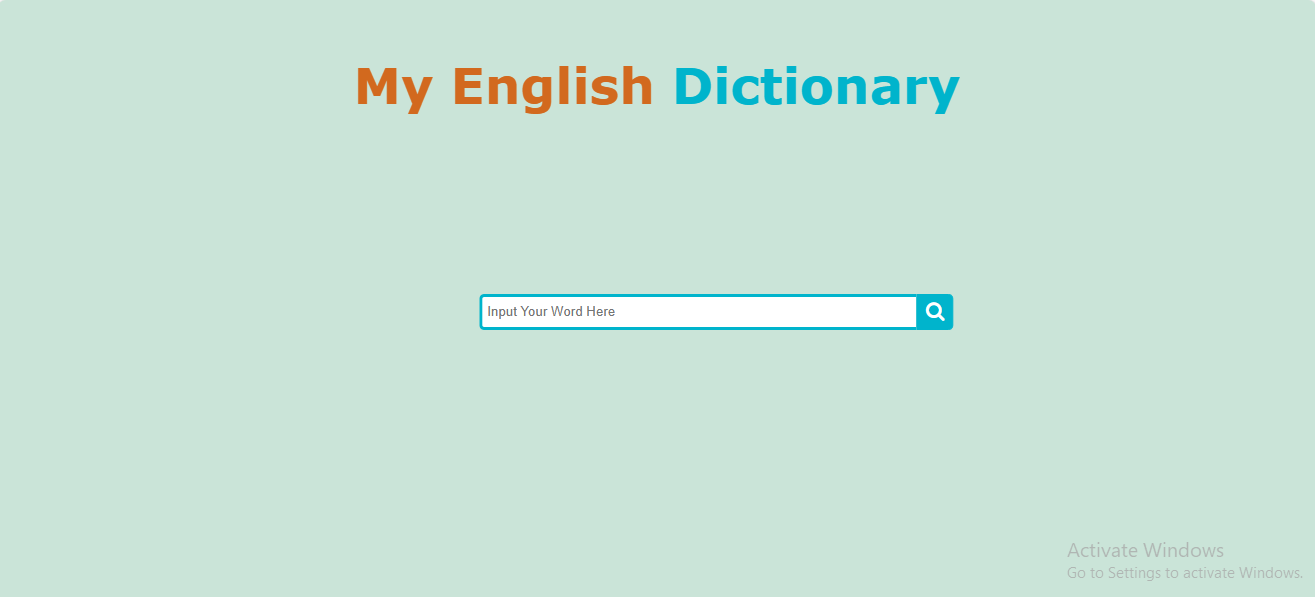 My English Dictionary
Input Your Word Here
Activate Windows
Go to Settings to activate Windows.